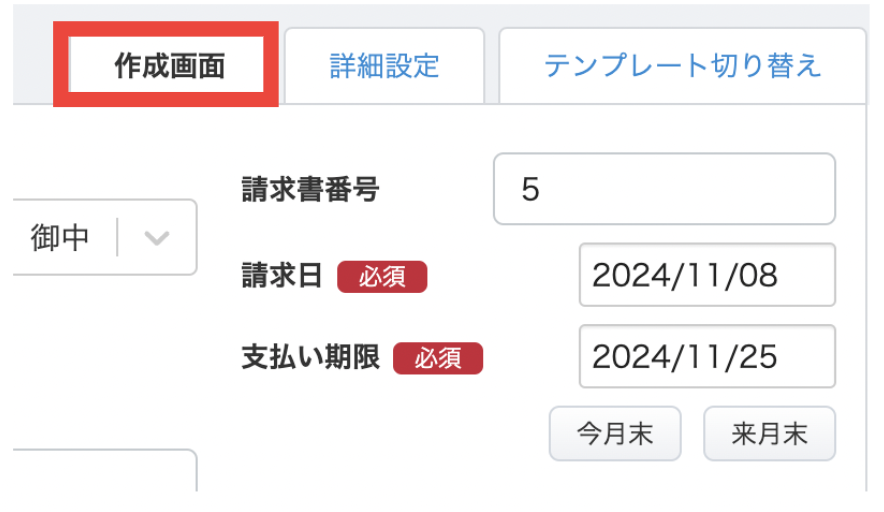 作成画面
詳細設定
テンプレート切り替え
御中
請求書番号
5
請求日 必須
2024/11/08
支払い期限 必須
2024/11/25
今月末
来月末